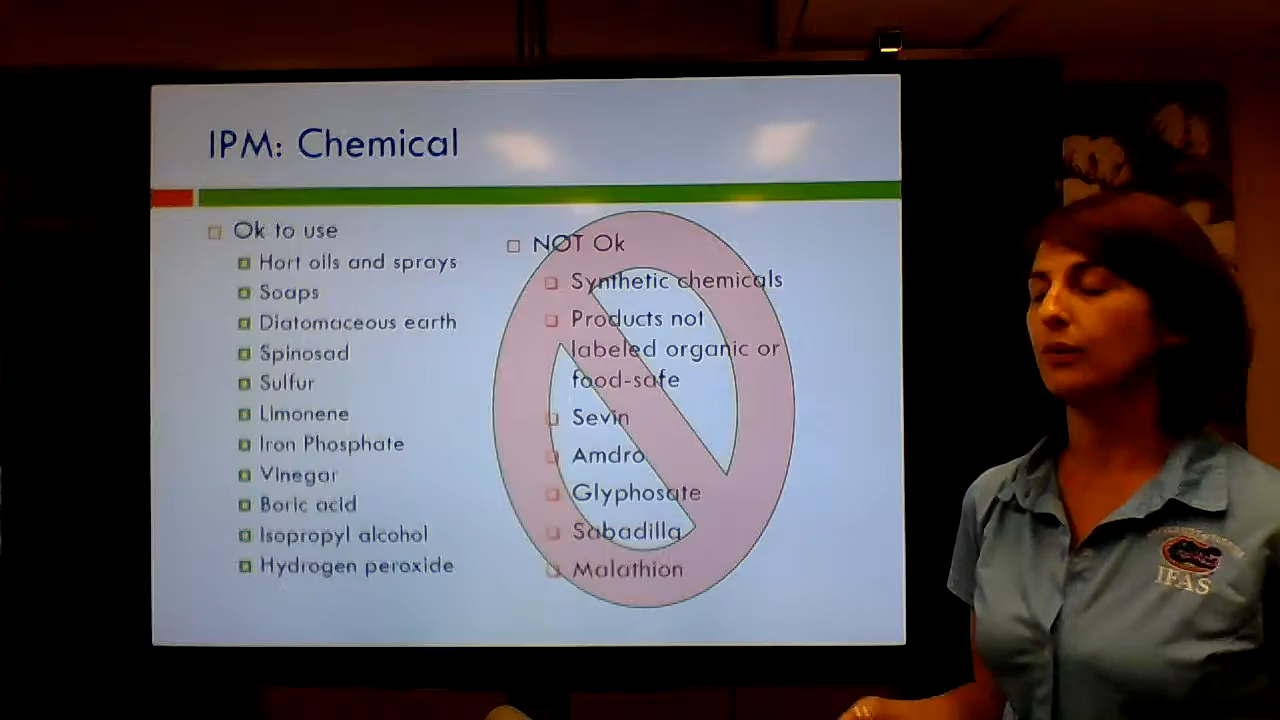 IPM: Chemical
Ok to use
Hort oils and sprays
Soaps
Diatomaceous earth
Spinosad
Sulfur
Limonene
Iron Phosphate
Vinegar
Boric acid
Isopropyl alcohol
Hydrogen peroxide
NOT Ok
Synthetic chemicals
Products not
labeled organic or
food-safe
Sevin
Amdro
Glyphosate
Sabadilla
Malathion
IFAS